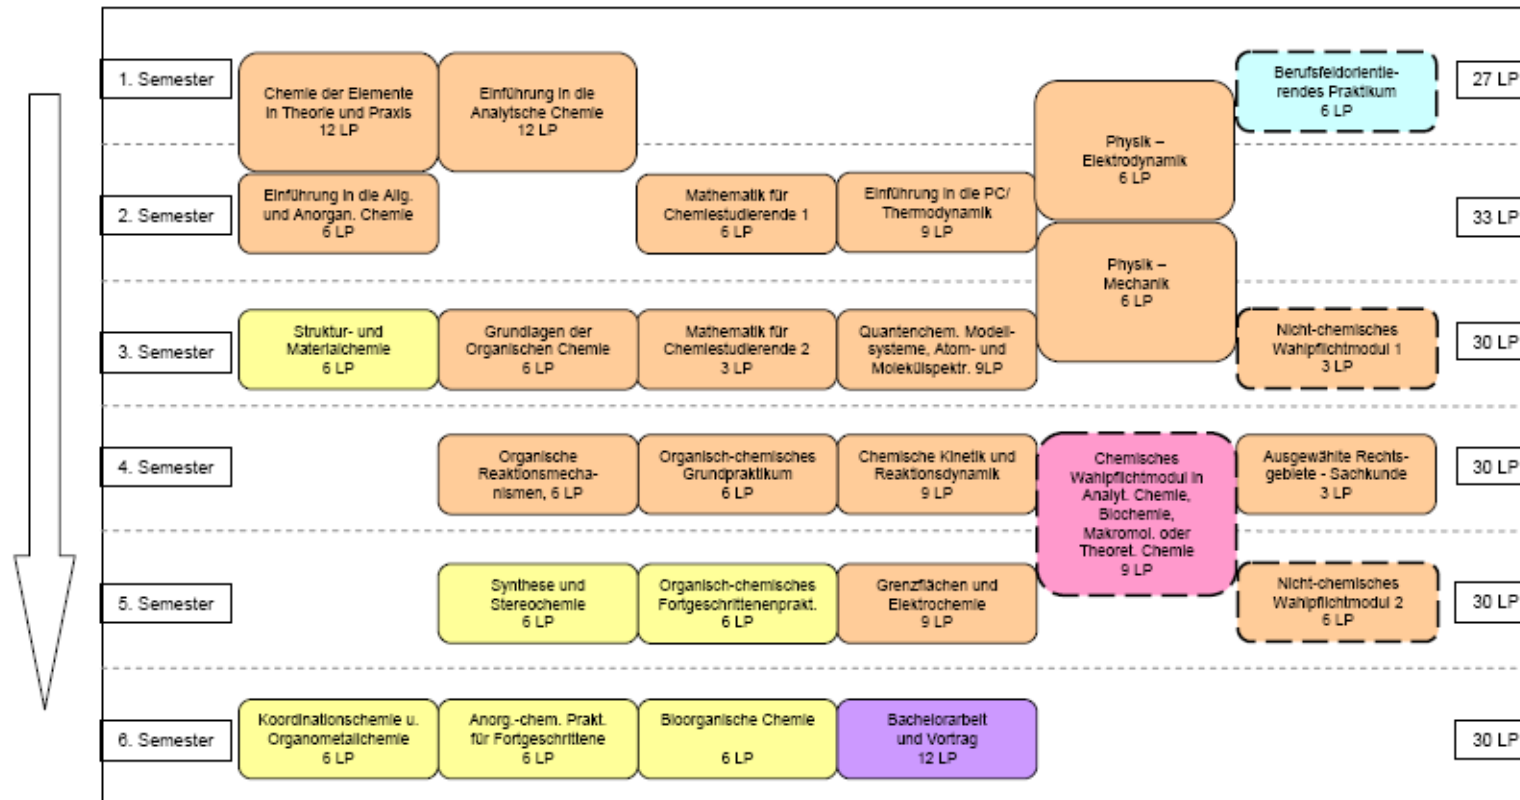 1. Semester
Chemie der Elemente
in Theorie und Praxis
12 LP
Einführung in die
Analytsche Chemie
12 LP
Physik –
Elektrodynamik
6 LP
Berufsfeldorientie-
rendes Praktikum
6 LP
27 LP
2. Semester
Einführung in die Allg.
und Anorgan. Chemie
6 LP
Mathematik für
Chemiestudierende 1
6 LP
Einführung in die PC/
Thermodynamik
9 LP
Physik –
Mechanik
6 LP
33 LP
3. Semester
Struktur- und
Materialchemie
6 LP
Grundlagen der
Organischen Chemie
6 LP
Mathematik für
Chemiestudierende 2
3 LP
Quantenchem. Modell-
systeme, Atom- und
Molekülspektr. 9LP
Nicht-chemisches
Wahlpflichtmodul 1
3 LP
30 LP
4. Semester
Organische
Reaktionsmecha-
nismen, 6 LP
Organisch-chemisches
Grundpraktikum
6 LP
Chemische Kinetik und
Reaktionsdynamik
9 LP
Chemisches
Wahlpflichtmodul in
Analyt. Chemie,
Biochemie,
Makromol. oder
Theoret. Chemie
9 LP
Ausgewählte Rechts-
gebiete - Sachkunde
3 LP
30 LP
5. Semester
Synthese und
Stereochemie
6 LP
Organisch-chemisches
Fortgeschrittenenprakt.
6 LP
Grenzflächen und
Elektrochemie
9 LP
Nicht-chemisches
Wahlpflichtmodul 2
6 LP
30 LP
6. Semester
Koordinationschemie u.
Organometallchemie
6 LP
Anorg.-chem. Prakt.
für Fortgeschrittene
6 LP
Bioorganische Chemie
6 LP
Bachelorarbeit
und Vortrag
12 LP
30 LP